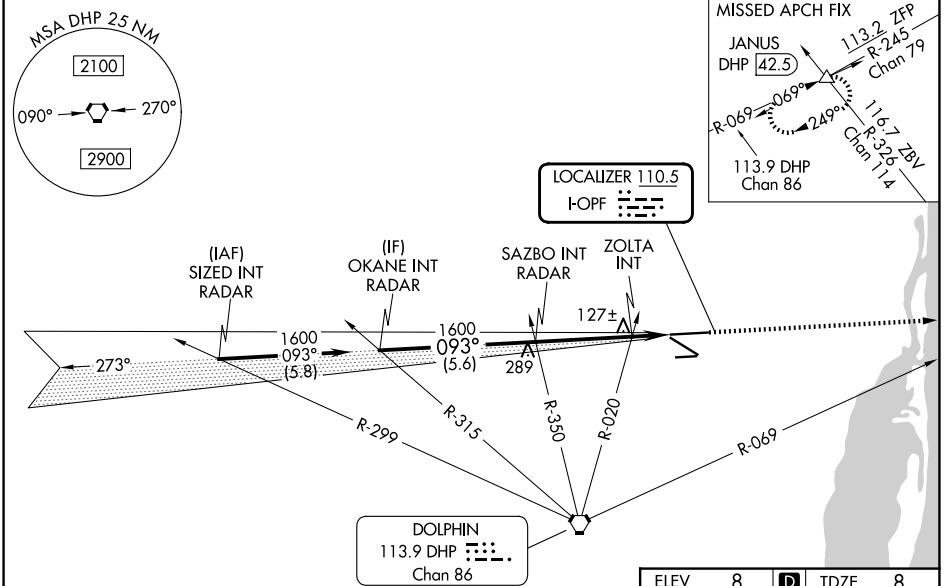 MSA DHP 25 NM
2100
090°
270°
2900
MISSED APCH FIX
JANUS
DHP 42.5
113.2 ZFP
R-245
Chan 79
R-069
069°
249°
116.7 ZBV
R-326
Chan 114
113.9 DHP
Chan 86
LOCALIZER 110.5
I-OPF
(IAF)
SIZED INT
RADAR
(IF)
OKANE INT
RADAR
SAZBO INT
RADAR
ZOLTA
INT
127±
1600
093°
(5.8)
1600
093°
(5.6)
289
273°
R-299
R-315
R-350
R-020
R-069
DOLPHIN
113.9 DHP
Chan 86
ELEV 8 D TDZE 8